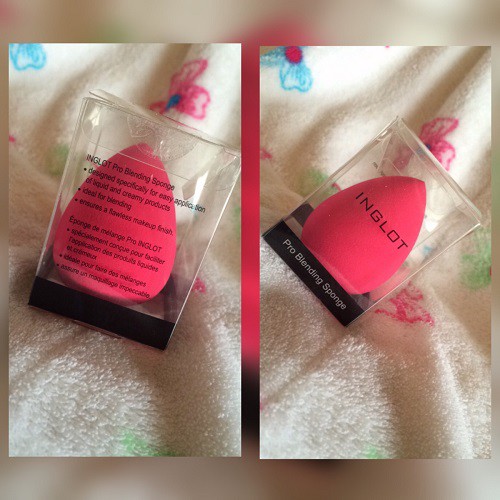 INGLOT Pro Blending Sponge
• designed specifically for easy application
of liquid and creamy products
• ideal for blending
• ensures a flawless makeup finish.
Éponge de mélange Pro INGLOT
• spécialement conçue pour faciliter
l'application des produits liquides
et crémeux
• idéale pour faire des mélanges
• assure un maquillage impeccable.
INGLOT
Pro Blending Sponge